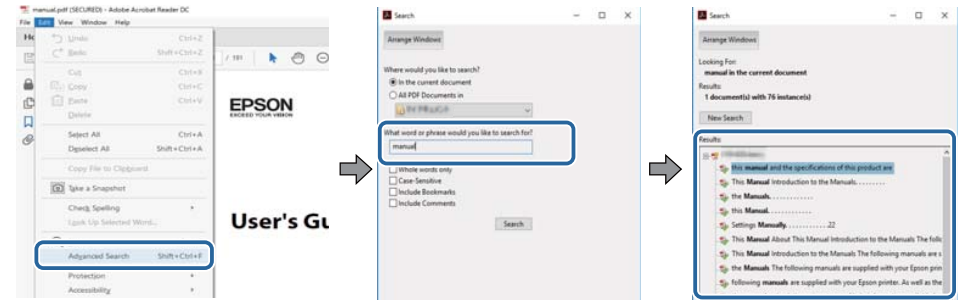 manual.pdf (SECURED) - Adobe Acrobat Reader DC
File Edit View Window Help
Undo Ctrl+Z
Redo Shift+Ctrl+Z
Cut Ctrl+X
Copy Ctrl+C
Paste Ctrl+V
Delete
Select All Ctrl+A
Deselect All Shift+Ctrl+A
Copy File to Clipboard
Take a Snapshot
Check Spelling
Look Up Selected Word...
Advanced Search Shift+Ctrl+F
Protection
Accessibility
/ 191
EPSON
EXCEED YOUR VISION
User's Gu
Search
Arrange Windows
Where would you like to search?
In the current document
All PDF Documents in
What word or phrase would you like to search for?
manual
Whole words only
Case-Sensitive
Include Bookmarks
Include Comments
Search
Search
Arrange Windows
Looking For:
manual in the current document
Results:
1 document(s) with 76 instance(s)
New Search
Results:
this manual and the specifications of this product are
This Manual Introduction to the Manuals.........
the Manuals.............
this Manual.............
Settings Manually.............22
This Manual About This Manual Introduction to the Manuals The follo
This Manual Introduction to the Manuals The following manuals are s
the Manuals The following manuals are supplied with your Epson prin
following manuals are supplied with your Epson printer. As well as the